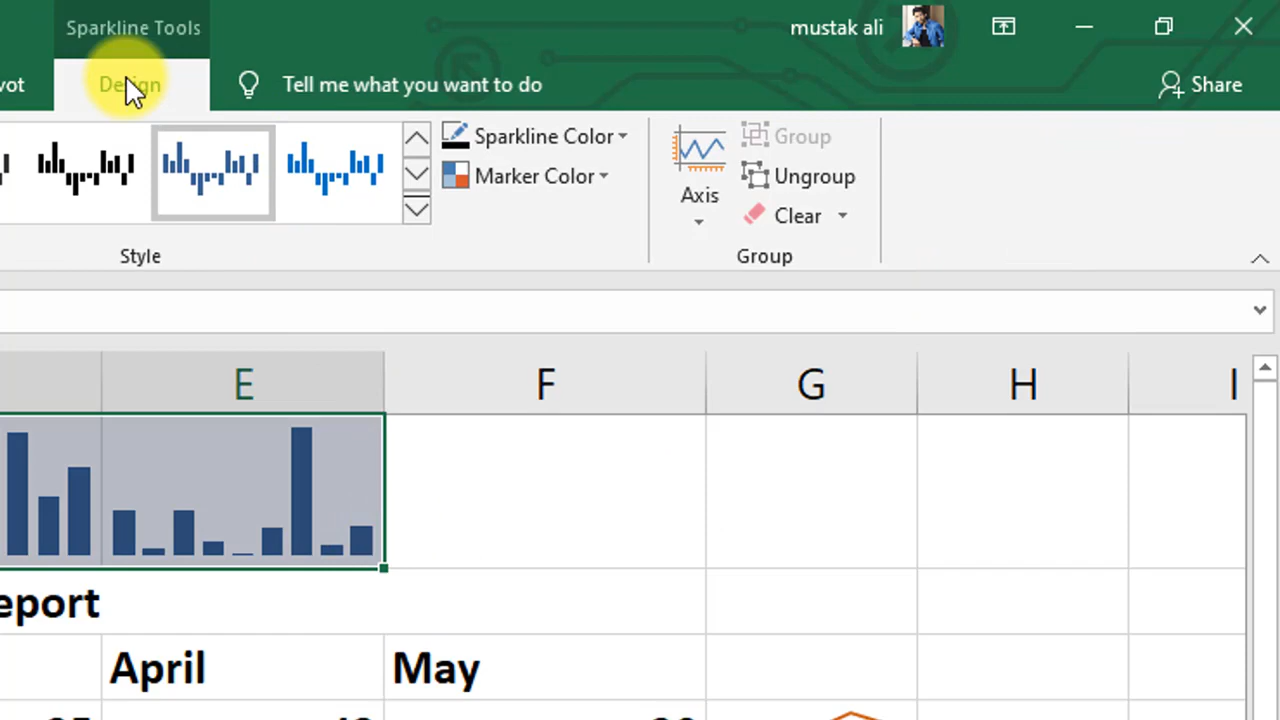 Sparkline Tools
mustak ali
vot
Design
Tell me what you want to do
Share
Sparkline Color
Marker Color
Axis
Group
Ungroup
Clear
Style
Group
E
F
G
H
I
eport
April
May